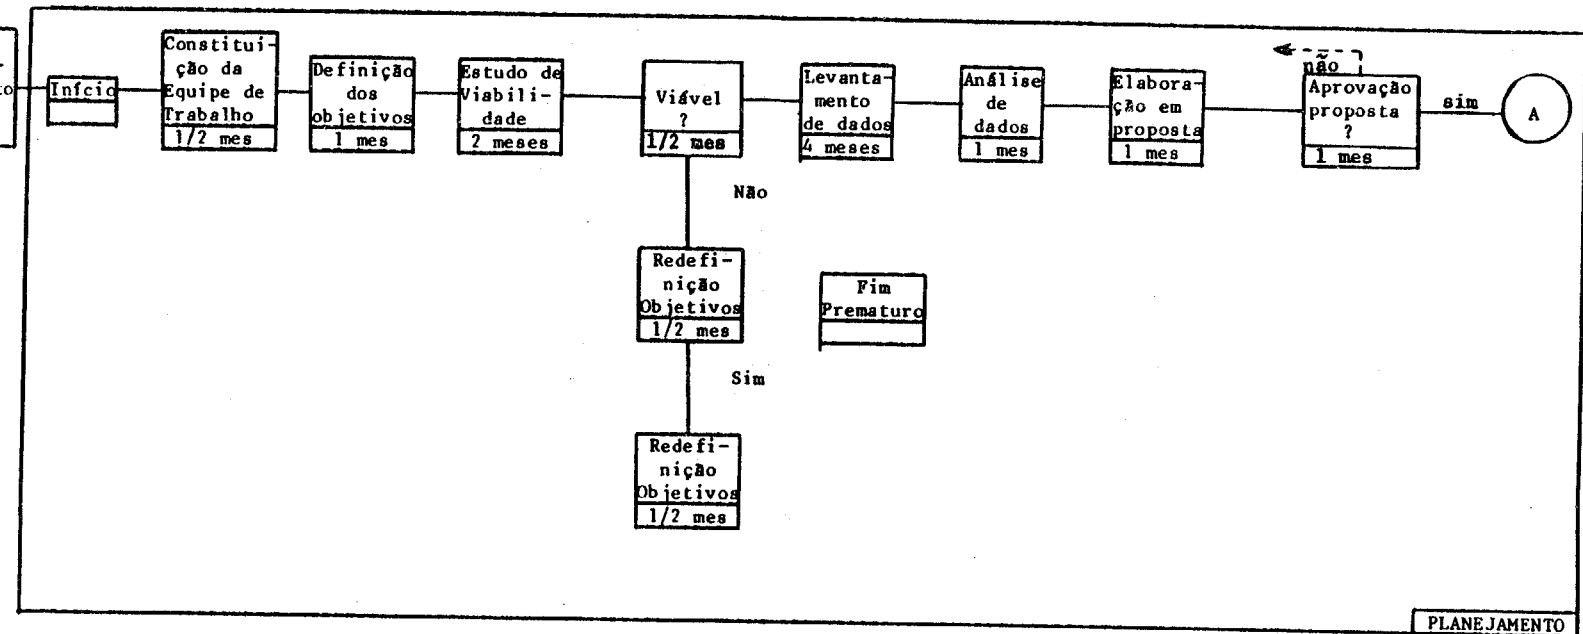 to
Início
Constitui-
ção da
Equipe de
Trabalho
1/2 mes
Definição
dos
objetivos
1 mes
Estudo de
Viabili-
dade
2 meses
Viável
?
1/2 mes
Levanta-
mento
de dados
4 meses
Análise
de
dados
1 mes
Elabora-
ção em
proposta
1 mes
não
Aprovação
proposta
?
1 mes
sim
A
Não
Redefi-
nição
Objetivos
1/2 mes
Fim
Prematuro
Sim
Redefi-
nição
Objetivos
1/2 mes
PLANEJAMENTO